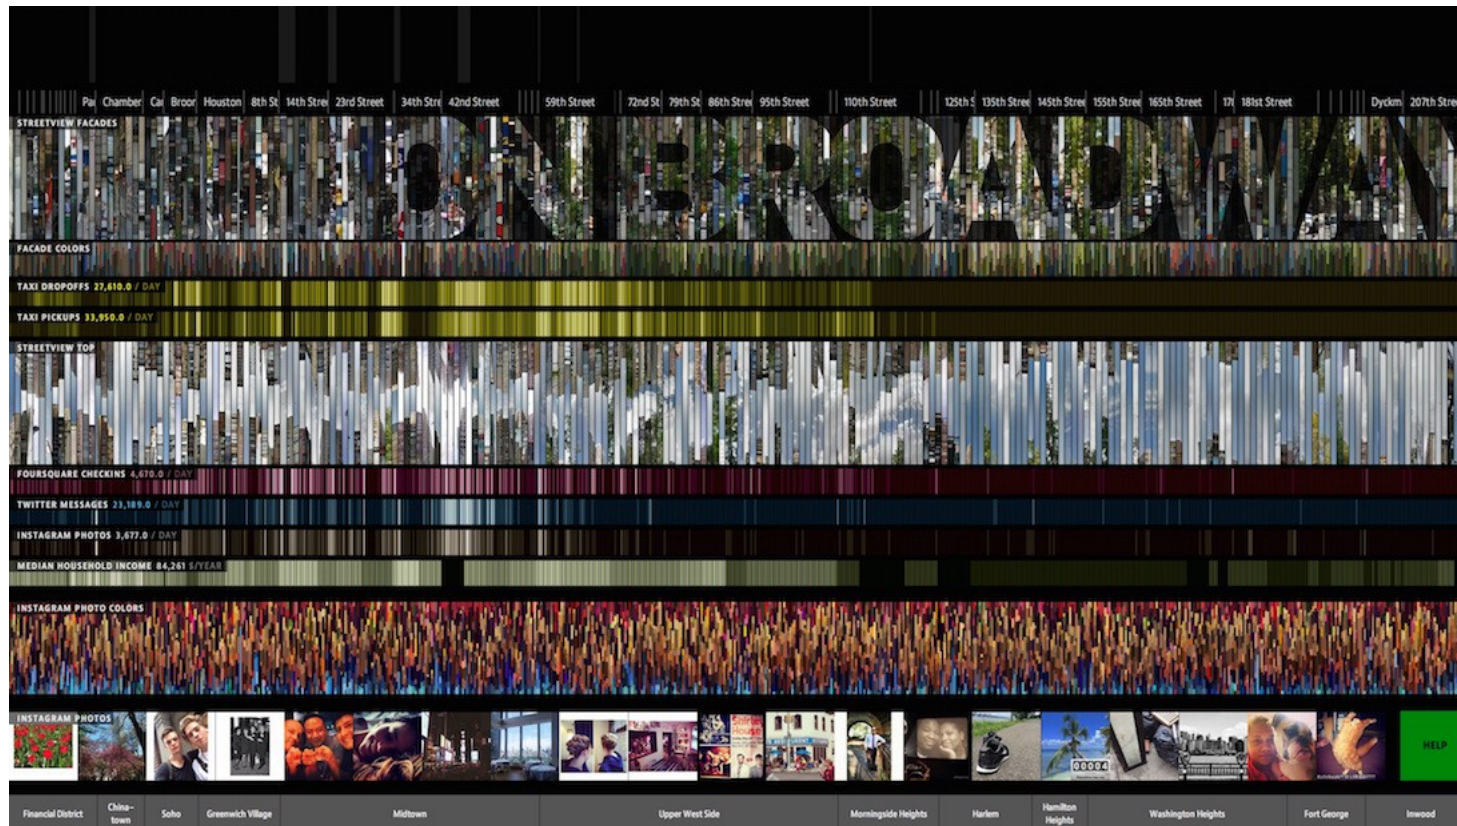 Chamber
Broor
Houston
8th St
14th Stree
23rd Street
34th Stre
42nd Street
59th Street
72nd St
79th St
86th Stree
95th Street
110th Street
125th S
135th Stree
145th Stree
155th Street
165th Street
181st Street
Dyckm
207th Stre
STREETVIEW FACADES
ON BROADWAY
FACADE COLORS
TAXI DROPOFFS 27,610.0 / DAY
TAXI PICKUPS 33,950.0 / DAY
STREETVIEW TOP
FOURSQUARE CHECKINS 4,670.0 / DAY
TWITTER MESSAGES 23,189.0 / DAY
INSTAGRAM PHOTOS 3,677.0 / DAY
MEDIAN HOUSEHOLD INCOME 84,261 $/YEAR
INSTAGRAM PHOTO COLORS
INSTAGRAM PHOTOS
00004
HELP
Financial District
China-
town
Soho
Greenwich Village
Midtown
Upper West Side
Morningside Heights
Harlem
Hamilton
Heights
Washington Heights
Fort George
Inwood